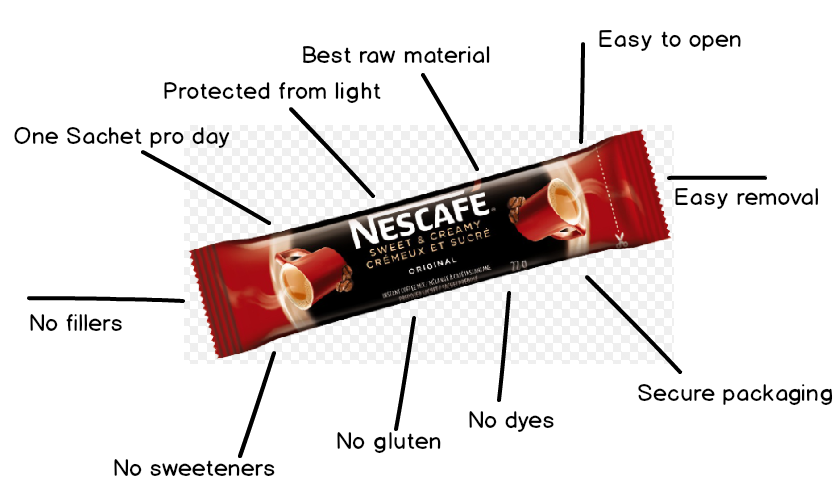 Easy to open
Best raw material
Protected from light
One Sachet pro day
Easy removal
NESCAFÉ
SWEET & CREAMY
CRÉMEUX ET SUCRÉ
ORIGINAL
No fillers
Secure packaging
No dyes
No gluten
No sweeteners